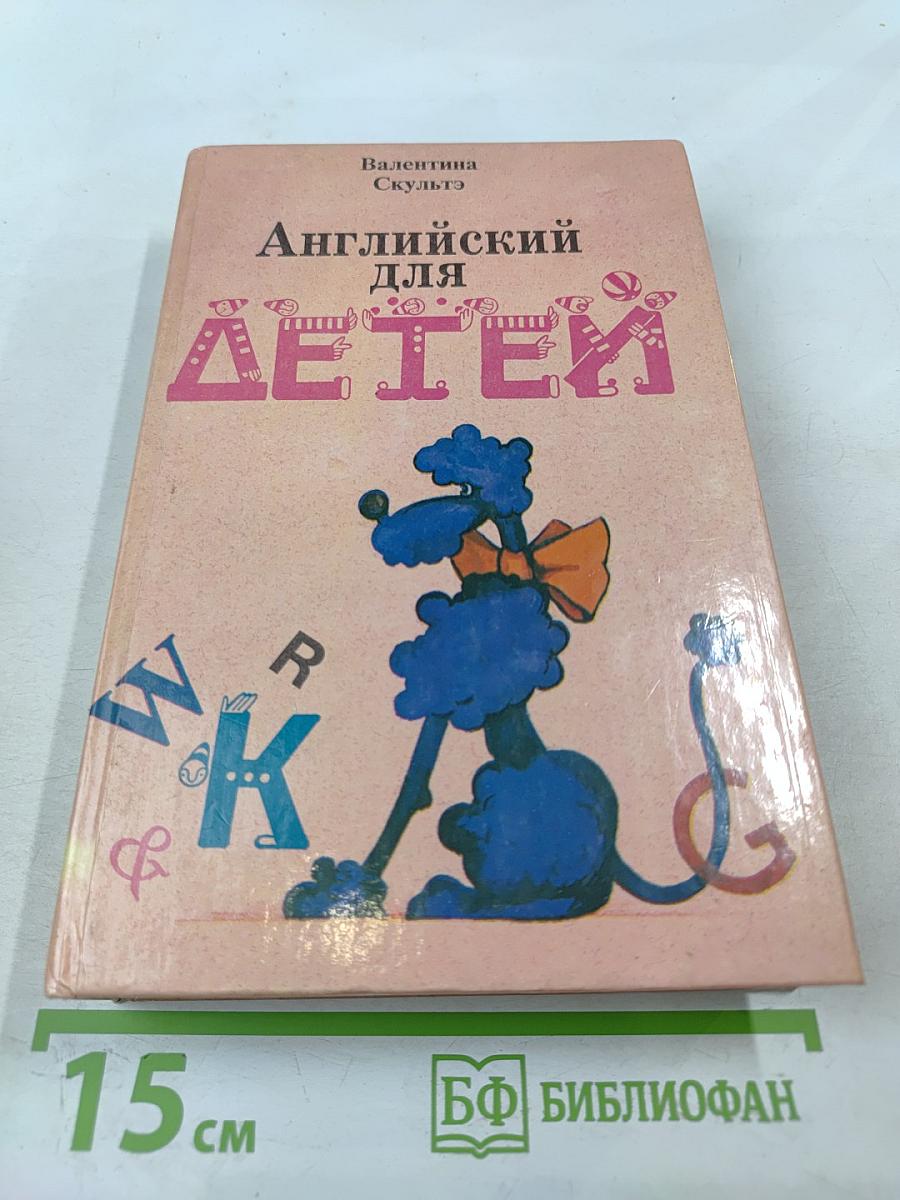 Валентина
Скультэ
Английский
для
ДЕТЕЙ
W
R
K
G
G
15 см
БФ БИБЛИОФАН